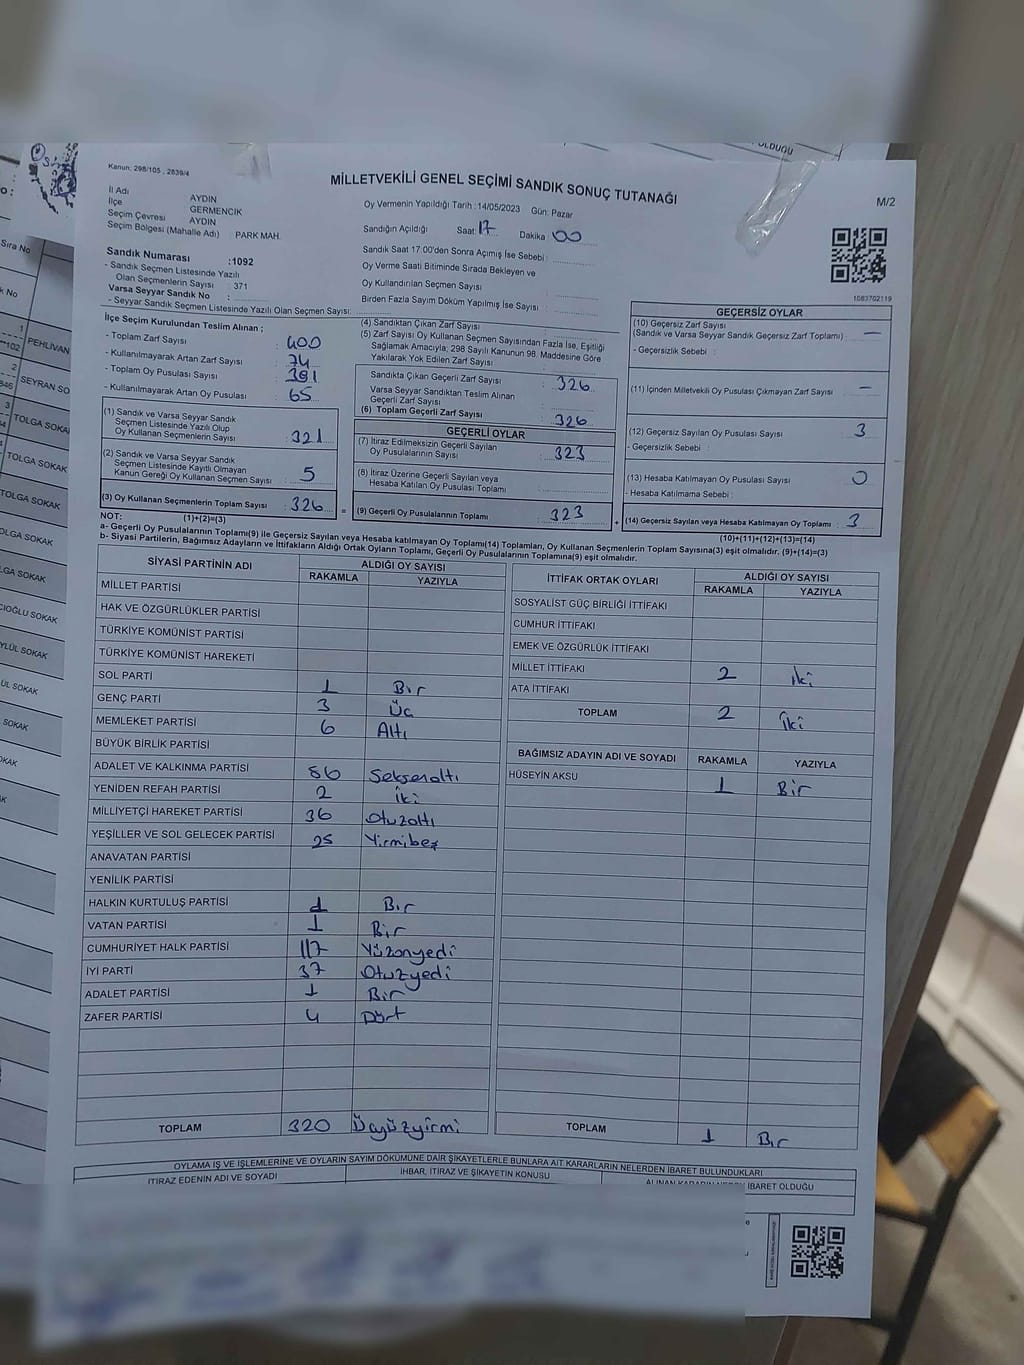 OLDUĞU
Kanun: 298/105 , 2839/4
MİLLETVEKİLİ GENEL SEÇİMİ SANDIK SONUÇ TUTANAĞI
M/2
İl Adı AYDIN
İlçe GERMENCİK
Seçim Çevresi AYDIN
Seçim Bölgesi (Mahalle Adı) : PARK MAH.
Oy Vermenin Yapıldığı Tarih : 14/05/2023 Gün: Pazar
Sandığın Açıldığı Saat: 17 Dakika 00
Sandık Saat 17:00'den Sonra Açımış İse Sebebi :
Oy Verme Saati Bitiminde Sırada Bekleyen ve
Oy Kullandırılan Seçmen Sayısı
Birden Fazla Sayım Döküm Yapılmış İse Sayısı :
Sandık Numarası :1092
- Sandık Seçmen Listesinde Yazılı
Olan Seçmenlerin Sayısı : 371
Varsa Seyyar Sandık No :
- Seyyar Sandık Seçmen Listesinde Yazılı Olan Seçmen Sayısı:
1083702119
İlçe Seçim Kurulundan Teslim Alınan ;
- Toplam Zarf Sayısı : 400
- Kullanılmayarak Artan Zarf Sayısı : 74
- Toplam Oy Pusulası Sayısı : 391
- Kullanılmayarak Artan Oy Pusulası : 65
(1) Sandık ve Varsa Seyyar Sandık
Seçmen Listesinde Yazılı Olup
Oy Kullanan Seçmenlerin Sayısı : 321
(2) Sandık ve Varsa Seyyar Sandık
Seçmen Listesinde Kayıtlı Olmayan
Kanun Gereği Oy Kullanan Seçmen Sayısı : 5
(3) Oy Kullanan Seçmenlerin Toplam Sayısı : 326
(4) Sandıktan Çıkan Zarf Sayısı
(5) Zarf Sayısı Oy Kullanan Seçmen Sayısından Fazla İse, Eşitliği
Sağlamak Amacıyla; 298 Sayılı Kanunun 98. Maddesine Göre
Yakılarak Yok Edilen Zarf Sayısı
Sandıkta Çıkan Geçerli Zarf Sayısı : 326
Varsa Seyyar Sandıktan Teslim Alınan
Geçerli Zarf Sayısı
(6) Toplam Geçerli Zarf Sayısı : 326
GEÇERLİ OYLAR
(7) İtiraz Edilmeksizin Geçerli Sayılan
Oy Pusulalarının Sayısı : 323
(8) İtiraz Üzerine Geçerli Sayılan veya
Hesaba Katılan Oy Pusulası Toplamı
= (9) Geçerli Oy Pusulalarının Toplamı : 323
GEÇERSİZ OYLAR
(10) Geçersiz Zarf Sayısı
(Sandık ve Varsa Seyyar Sandık Geçersiz Zarf Toplamı) : —
- Geçersizlik Sebebi :
(11) İçinden Milletvekili Oy Pusulası Çıkmayan Zarf Sayısı : —
(12) Geçersiz Sayılan Oy Pusulası Sayısı : 3
- Geçersizlik Sebebi :
(13) Hesaba Katılmayan Oy Pusulası Sayısı : 0
- Hesaba Katılmama Sebebi :
+ (14) Geçersiz Sayılan veya Hesaba Katılmayan Oy Toplamı : 3
NOT: (1)+(2)=(3) (10)+(11)+(12)+(13)=(14)
a- Geçerli Oy Pusulalarının Toplamı(9) ile Geçersiz Sayılan veya Hesaba Katılmayan Oy Pusulası Toplamı(14) Toplamları, Oy Kullanan Seçmenlerin Toplam Sayısına(3) eşit olmalıdır. (9)+(14)=(3)
b- Siyasi Partilerin, Bağımsız Adayların ve İttifakların Aldığı Ortak Oyların Toplamı, Geçerli Oy Pusulalarının Toplamına(9) eşit olmalıdır.
SİYASİ PARTİNİN ADI ALDIĞI OY SAYISI
RAKAMLA YAZIYLA
MİLLET PARTİSİ
HAK VE ÖZGÜRLÜKLER PARTİSİ
TÜRKİYE KOMÜNİST PARTİSİ
TÜRKİYE KOMÜNİST HAREKETİ
SOL PARTİ 1 Bir
GENÇ PARTİ 3 Üç
MEMLEKET PARTİSİ 6 Altı
BÜYÜK BİRLİK PARTİSİ
ADALET VE KALKINMA PARTİSİ 86 Seksenaltı
YENİDEN REFAH PARTİSİ 2 İki
MİLLİYETÇİ HAREKET PARTİSİ 36 Otuzaltı
YEŞİLLER VE SOL GELECEK PARTİSİ 25 Yirmibeş
ANAVATAN PARTİSİ
YENİLİK PARTİSİ
HALKIN KURTULUŞ PARTİSİ 1 Bir
VATAN PARTİSİ 1 Bir
CUMHURİYET HALK PARTİSİ 117 Yüzonyedi
İYİ PARTİ 37 Otuzyedi
ADALET PARTİSİ 1 Bir
ZAFER PARTİSİ 4 Dört
TOPLAM 320 Üçyüzyirmi
İTTİFAK ORTAK OYLARI ALDIĞI OY SAYISI
RAKAMLA YAZIYLA
SOSYALİST GÜÇ BİRLİĞİ İTTİFAKI
CUMHUR İTTİFAKI
EMEK VE ÖZGÜRLÜK İTTİFAKI
MİLLET İTTİFAKI 2 İki
ATA İTTİFAKI
TOPLAM 2 İki
BAĞIMSIZ ADAYIN ADI VE SOYADI RAKAMLA YAZIYLA
HÜSEYİN AKSU 1 Bir
TOPLAM 1 Bir
OYLAMA İŞ VE İŞLEMLERİNE VE OYLARIN SAYIM DÖKÜMÜNE DAİR ŞİKAYETLERLE BUNLARA AİT KARARLARIN NELERDEN İBARET BULUNDUKLARI
İTİRAZ EDENİN ADI VE SOYADI İHBAR, İTİRAZ VE ŞİKAYETİN KONUSU İBARET OLDUĞU
Sıra No
PEHLİVAN
SEYRAN SO
TOLGA SOKA
TOLGA SOKAK
TOLGA SOKAK
OLGA SOKAK
LGA SOKAK
CIOĞLU SOKAK
YLÜL SOKAK
ÜL SOKAK
SOKAK
OKAK